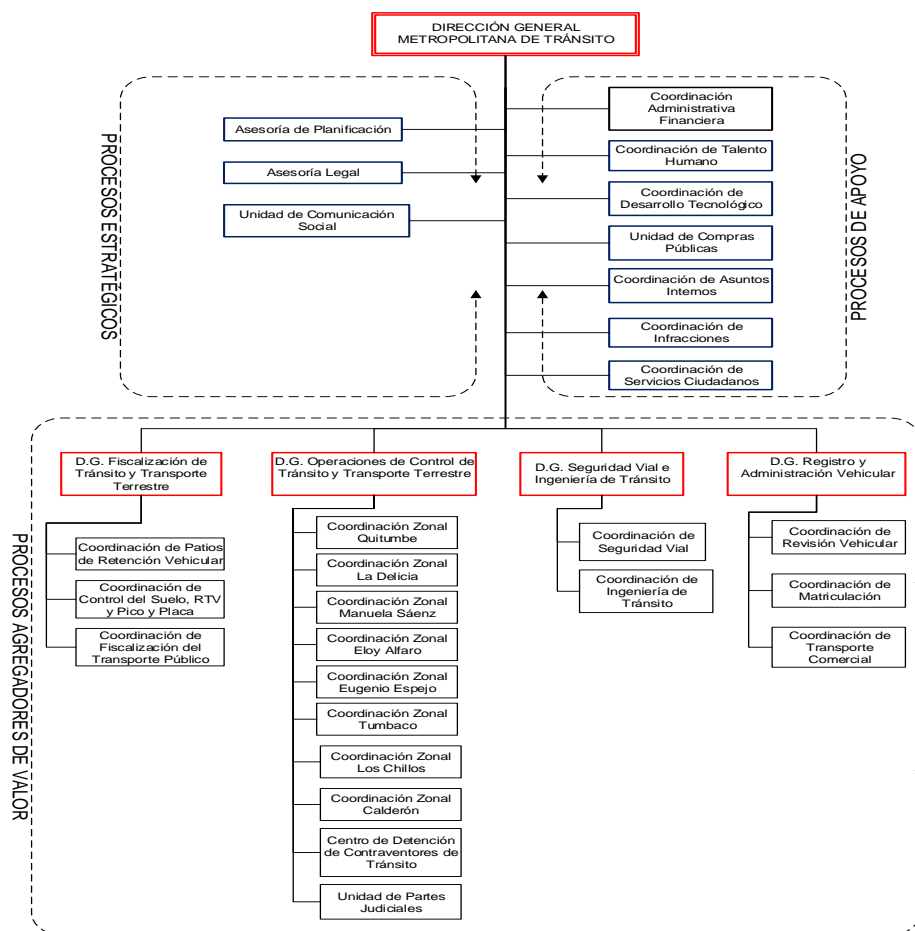 DIRECCIÓN GENERAL
METROPOLITANA DE TRÁNSITO
PROCESOS ESTRATÉGICOS
Asesoría de Planificación
Asesoría Legal
Unidad de Comunicación
Social
PROCESOS DE APOYO
Coordinación
Administrativa
Financiera
Coordinación de Talento
Humano
Coordinación de
Desarrollo Tecnológico
Unidad de Compras
Públicas
Coordinación de Asuntos
Internos
Coordinación de
Infracciones
Coordinación de
Servicios Ciudadanos
PROCESOS AGREGADORES DE VALOR
D.G. Fiscalización de
Tránsito y Transporte
Terrestre
Coordinación de Patios
de Retención Vehicular
Coordinación de
Control del Suelo, RTV
y Pico y Placa
Coordinación de
Fiscalización del
Transporte Público
D.G. Operaciones de Control de
Tránsito y Transporte Terrestre
Coordinación Zonal
Quitumbe
Coordinación Zonal
La Delicia
Coordinación Zonal
Manuela Sáenz
Coordinación Zonal
Eloy Alfaro
Coordinación Zonal
Eugenio Espejo
Coordinación Zonal
Tumbaco
Coordinación Zonal
Los Chillos
Coordinación Zonal
Calderón
Centro de Detención
de Contraventores de
Tránsito
Unidad de Partes
Judiciales
D.G. Seguridad Vial e
Ingeniería de Tránsito
Coordinación de
Seguridad Vial
Coordinación de
Ingeniería de
Tránsito
D.G. Registro y
Administración Vehicular
Coordinación de
Revisión Vehicular
Coordinación de
Matriculación
Coordinación de
Transporte
Comercial